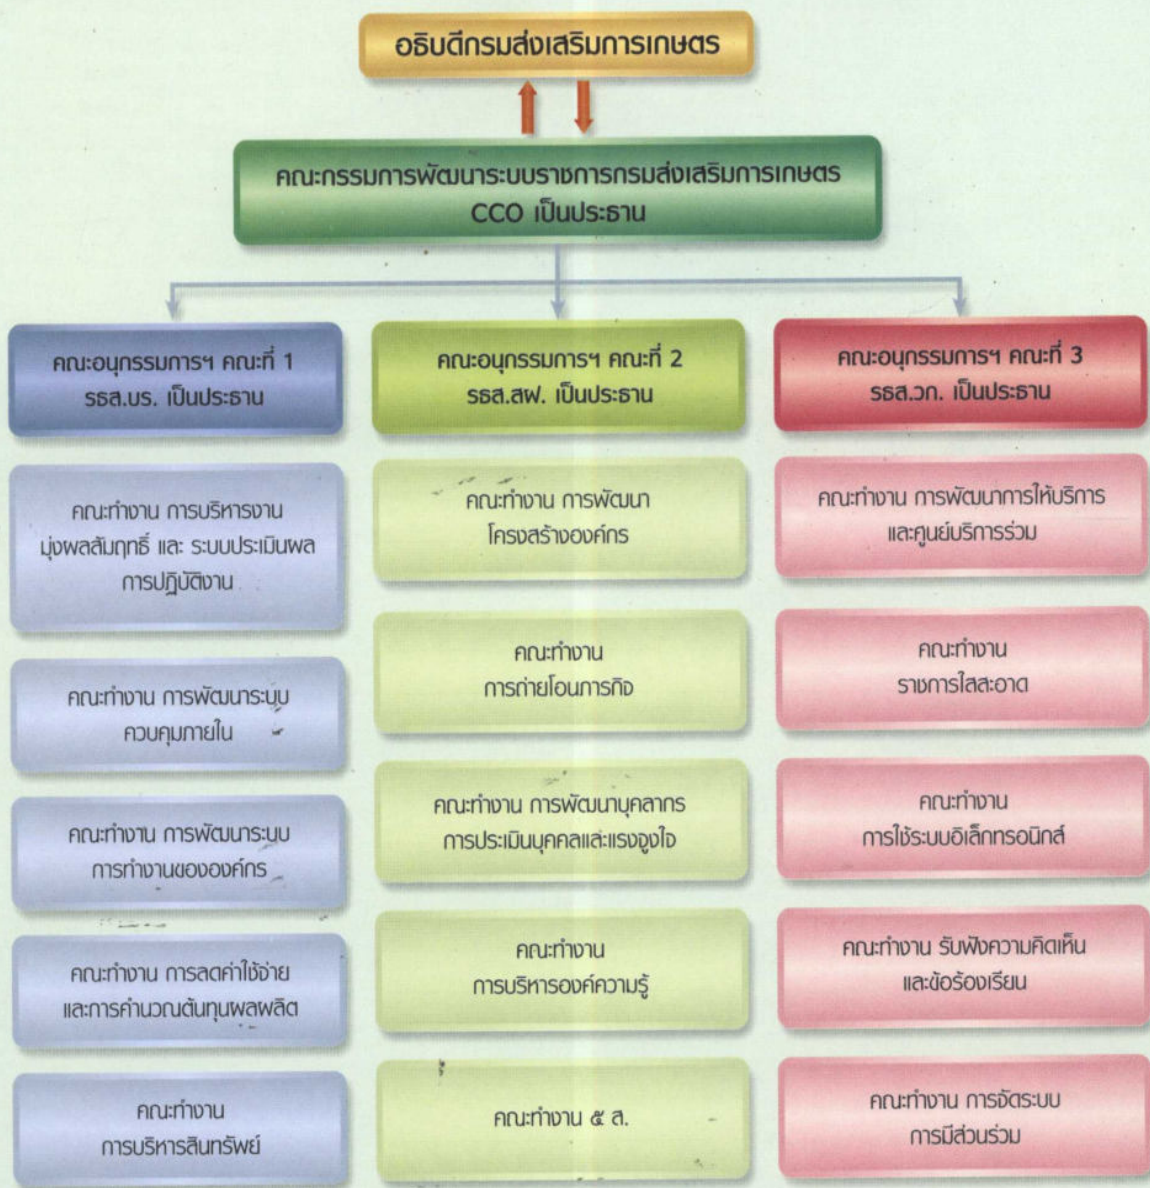 อธิบดีกรมส่งเสริมการเกษตร
คณะกรรมการพัฒนาระบบราชการกรมส่งเสริมการเกษตร
CCO เป็นประธาน
คณะอนุกรรมการฯ คณะที่ 1
รธส.บร. เป็นประธาน
คณะทำงาน การบริหารงาน
มุ่งผลสัมฤทธิ์ และ ระบบประเมินผล
การปฏิบัติงาน
คณะทำงาน การพัฒนาระบบ
ควบคุมภายใน
คณะทำงาน การพัฒนาระบบ
การทำงานขององค์กร
คณะทำงาน การลดค่าใช้จ่าย
และการคำนวณต้นทุนผลผลิต
คณะทำงาน
การบริหารสินทรัพย์
คณะอนุกรรมการฯ คณะที่ 2
รธส.สฝ. เป็นประธาน
คณะทำงาน การพัฒนา
โครงสร้างองค์กร
คณะทำงาน
การถ่ายโอนภารกิจ
คณะทำงาน การพัฒนาบุคลากร
การประเมินบุคคลและแรงจูงใจ
คณะทำงาน
การบริหารองค์ความรู้
คณะทำงาน ๕ ส.
คณะอนุกรรมการฯ คณะที่ 3
รธส.วก. เป็นประธาน
คณะทำงาน การพัฒนาการให้บริการ
และศูนย์บริการร่วม
คณะทำงาน
ราชการใสสะอาด
คณะทำงาน
การใช้ระบบอิเล็กทรอนิกส์
คณะทำงาน รับฟังความคิดเห็น
และข้อร้องเรียน
คณะทำงาน การจัดระบบ
การมีส่วนร่วม